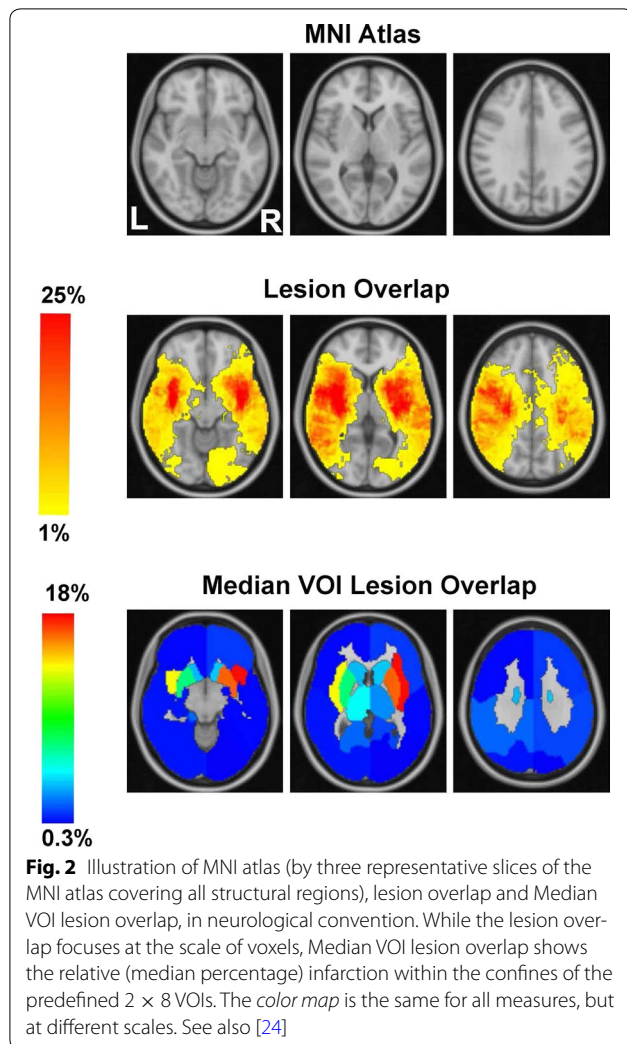 MNI Atlas
L
R
Lesion Overlap
25%
1%
Median VOI Lesion Overlap
18%
0.3%
Fig. 2 Illustration of MNI atlas (by three representative slices of the
MNI atlas covering all structural regions), lesion overlap and Median
VOI lesion overlap, in neurological convention. While the lesion over-
lap focuses at the scale of voxels, Median VOI lesion overlap shows
the relative (median percentage) infarction within the confines of the
predefined 2 × 8 VOIs. The color map is the same for all measures, but
at different scales. See also [24]